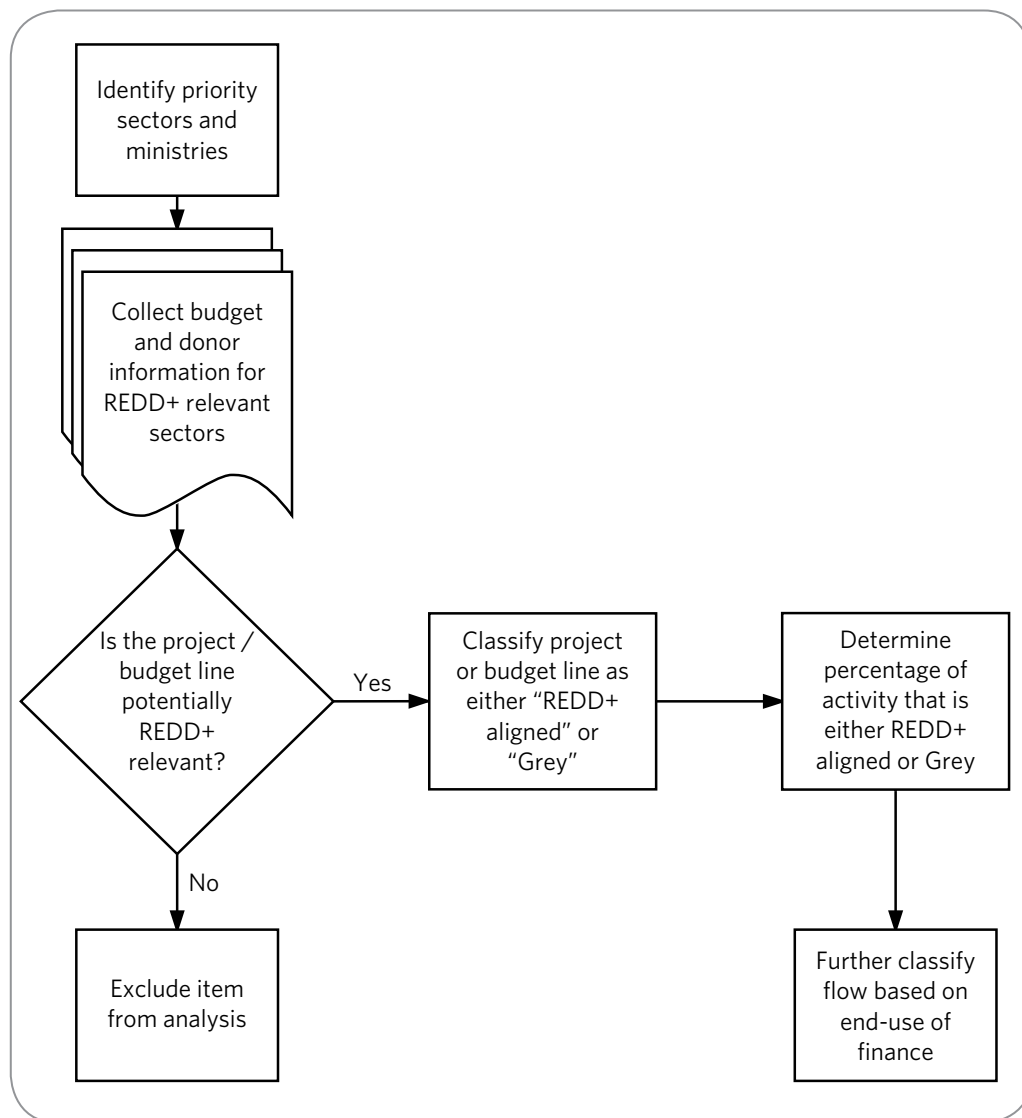 Identify priority
sectors and
ministries
Collect budget
and donor
information for
REDD+ relevant
sectors
Is the project /
budget line
potentially
REDD+
relevant?
Yes
Classify project
or budget line as
either “REDD+
aligned” or
“Grey”
Determine
percentage of
activity that is
either REDD+
aligned or Grey
No
Exclude item
from analysis
Further classify
flow based on
end-use of
finance